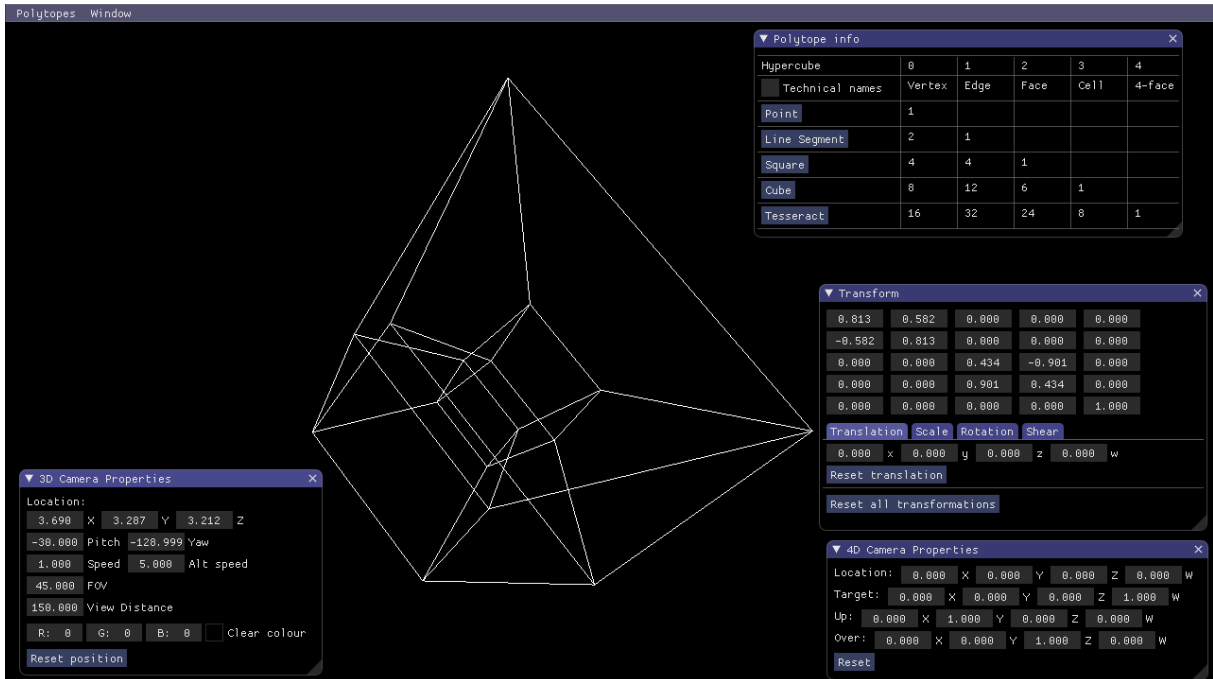 Polytopes Window
Polytope info
Hypercube 0 1 2 3 4
Technical names Vertex Edge Face Cell 4-face
Point 1
Line Segment 2 1
Square 4 4 1
Cube 8 12 6 1
Tesseract 16 32 24 8 1
Transform
0.813 0.582 0.000 0.000 0.000
-0.582 0.813 0.000 0.000 0.000
0.000 0.000 0.434 -0.901 0.000
0.000 0.000 0.901 0.434 0.000
0.000 0.000 0.000 0.000 1.000
Translation Scale Rotation Shear
0.000 x 0.000 y 0.000 z 0.000 w
Reset translation
Reset all transformations
3D Camera Properties
Location:
3.690 X 3.287 Y 3.212 Z
-30.000 Pitch -128.999 Yaw
1.000 Speed 5.000 Alt speed
45.000 FOV
150.000 View Distance
R: 0 G: 0 B: 0 Clear colour
Reset position
4D Camera Properties
Location: 0.000 X 0.000 Y 0.000 Z 0.000 W
Target: 0.000 X 0.000 Y 0.000 Z 1.000 W
Up: 0.000 X 1.000 Y 0.000 Z 0.000 W
Over: 0.000 X 0.000 Y 1.000 Z 0.000 W
Reset